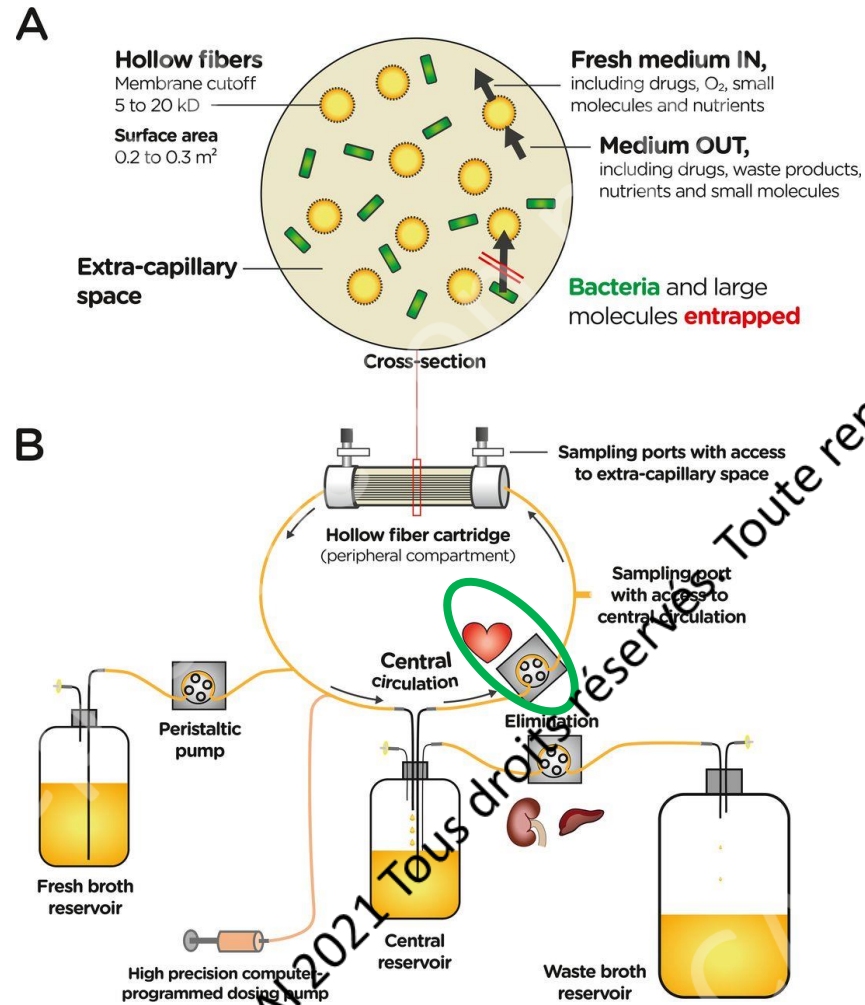 A
Hollow fibers
Membrane cutoff
5 to 20 kD
Surface area
0.2 to 0.3 m²
Extra-capillary
space
Fresh medium IN,
including drugs, O₂, small
molecules and nutrients
Medium OUT,
including drugs, waste products,
nutrients and small molecules
Bacteria and large
molecules entrapped
Cross-section
B
Sampling ports with access
to extra-capillary space
Hollow fiber cartridge
(peripheral compartment)
Sampling port
with access to
central circulation
Central
circulation
Elimination
Peristaltic
pump
Fresh broth
reservoir
Central
reservoir
Waste broth
reservoir
High precision computer-
programmed dosing pump
2021 Tous droits réservés. Toute